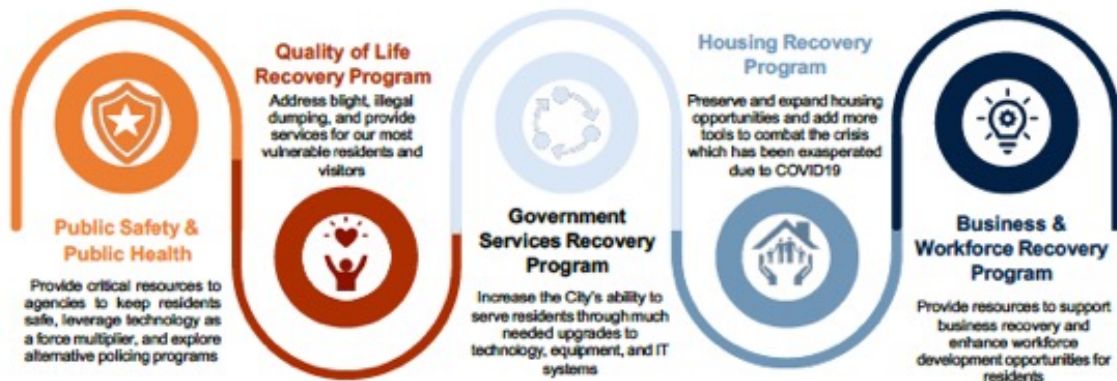 Public Safety &
Public Health
Provide critical resources to
agencies to keep residents
safe, leverage technology as
a force multiplier, and explore
alternative policing programs
Quality of Life
Recovery Program
Address blight, illegal
dumping, and provide
services for our most
vulnerable residents and
visitors
Government
Services Recovery
Program
Increase the City's ability to
serve residents through much
needed upgrades to
technology, equipment, and IT
systems
Housing Recovery
Program
Preserve and expand housing
opportunities and add more
tools to combat the crisis
which has been exasperated
due to COVID19
Business &
Workforce Recovery
Program
Provide resources to support
business recovery and
enhance workforce
development opportunities for
residents